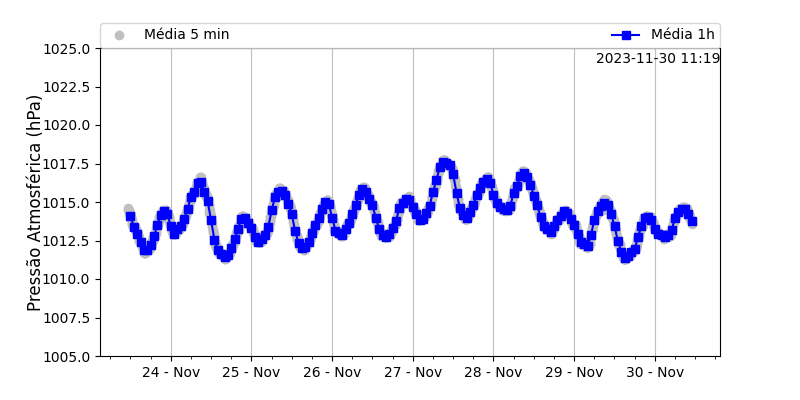 Média 5 min
Média 1h
2023-11-30 11:19
Pressão Atmosférica (hPa)
1025.0
1022.5
1020.0
1017.5
1015.0
1012.5
1010.0
1007.5
1005.0
24 - Nov
25 - Nov
26 - Nov
27 - Nov
28 - Nov
29 - Nov
30 - Nov